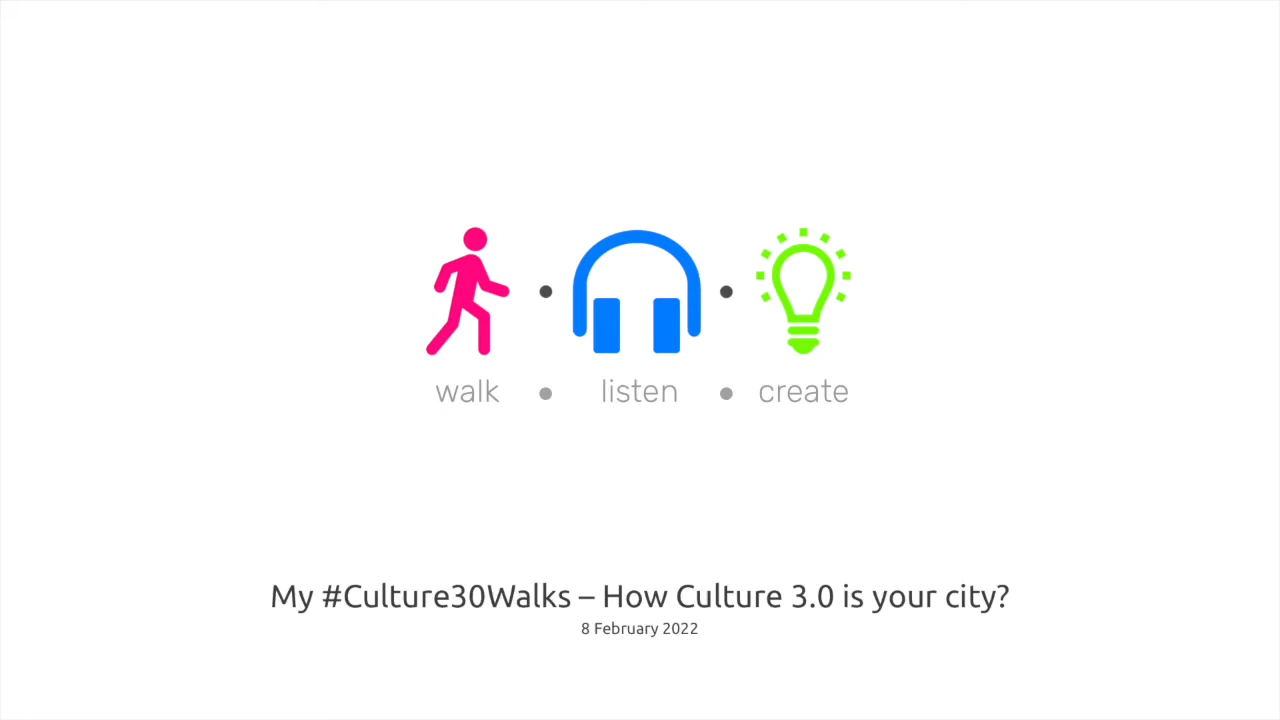 walk • listen • create
My #Culture30Walks – How Culture 3.0 is your city?
8 February 2022